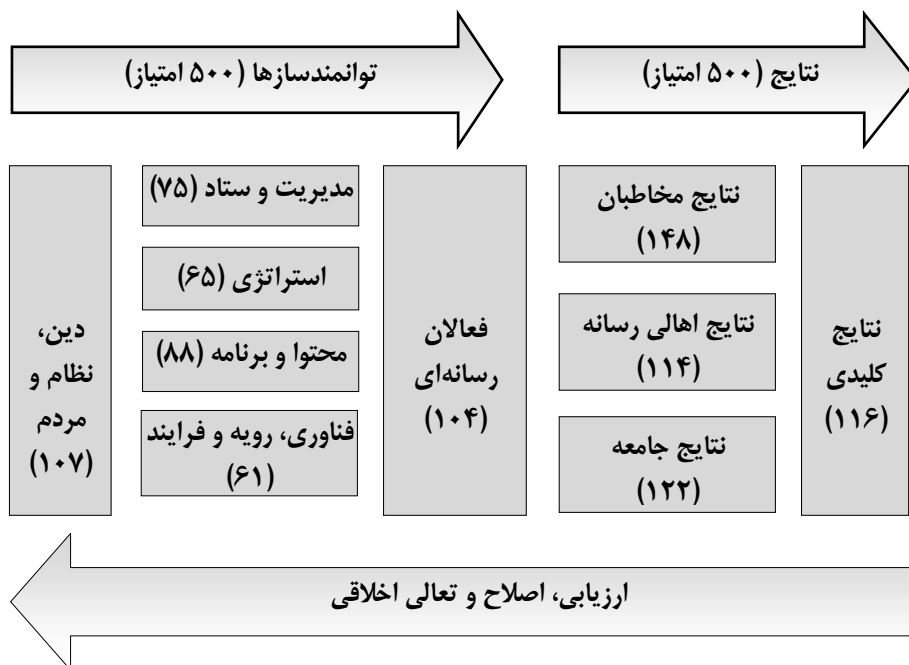 توانمندسازها (۵۰۰ امتیاز)
نتایج (۵۰۰ امتیاز)
دین،
نظام و
مردم
(۱۰۷)
مدیریت و ستاد (۷۵)
استراتژی (۶۵)
محتوا و برنامه (۸۸)
فناوری، رویه و فرایند
(۶۱)
فعالان
رسانه‌ای
(۱۰۴)
نتایج مخاطبان
(۱۴۸)
نتایج اهالی رسانه
(۱۱۴)
نتایج جامعه
(۱۲۲)
نتایج
کلیدی
(۱۱۶)
ارزیابی، اصلاح و تعالی اخلاقی